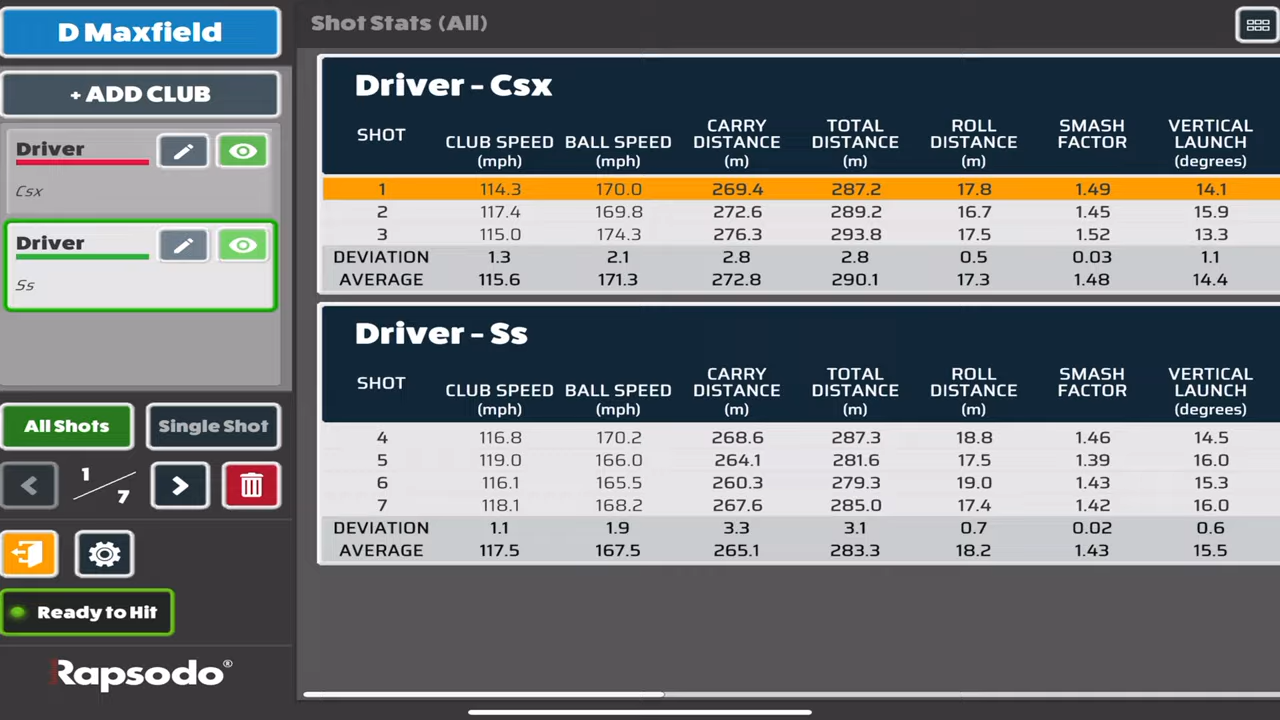 D Maxfield
+ ADD CLUB
Driver
Csx
Driver
Ss
All Shots
Single Shot
1/7
Ready to Hit
Rapsodo®
Shot Stats (All)
Driver - Csx
SHOT CLUB SPEED (mph) BALL SPEED (mph) CARRY DISTANCE (m) TOTAL DISTANCE (m) ROLL DISTANCE (m) SMASH FACTOR VERTICAL LAUNCH (degrees)
1 114.3 170.0 269.4 287.2 17.8 1.49 14.1
2 117.4 169.8 272.6 289.2 16.7 1.45 15.9
3 115.0 174.3 276.3 293.8 17.5 1.52 13.3
DEVIATION 1.3 2.1 2.8 2.8 0.5 0.03 1.1
AVERAGE 115.6 171.3 272.8 290.1 17.3 1.48 14.4
Driver - Ss
SHOT CLUB SPEED (mph) BALL SPEED (mph) CARRY DISTANCE (m) TOTAL DISTANCE (m) ROLL DISTANCE (m) SMASH FACTOR VERTICAL LAUNCH (degrees)
4 116.8 170.2 268.6 287.3 18.8 1.46 14.5
5 119.0 166.0 264.1 281.6 17.5 1.39 16.0
6 116.1 165.5 260.3 279.3 19.0 1.43 15.3
7 118.1 168.2 267.6 285.0 17.4 1.42 16.0
DEVIATION 1.1 1.9 3.3 3.1 0.7 0.02 0.6
AVERAGE 117.5 167.5 265.1 283.3 18.2 1.43 15.5